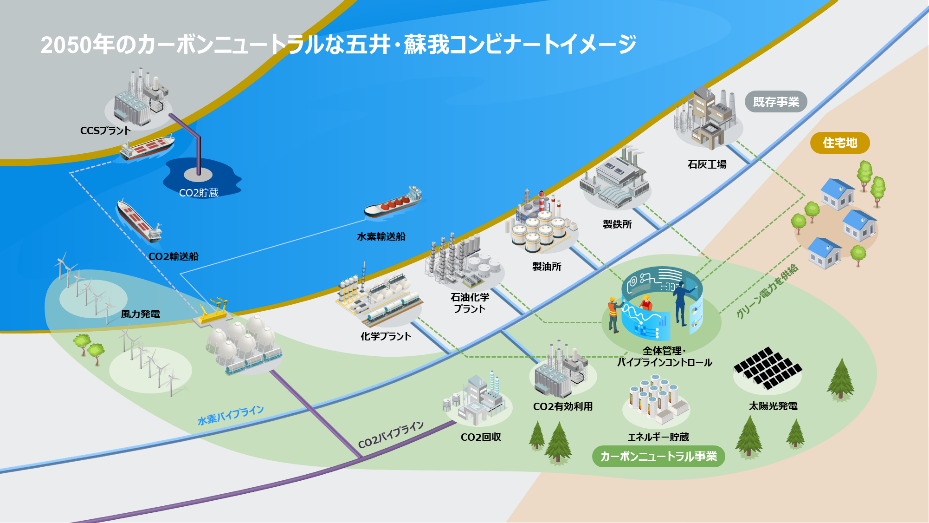 2050年のカーボンニュートラルな五井・蘇我コンビナートイメージ
CCSプラント
CO2貯蔵
CO2輸送船
水素輸送船
既存事業
住宅地
石灰工場
製鉄所
製油所
石油化学
プラント
化学プラント
風力発電
グリーン電力を供給
全体管理・
パイプラインコントロール
水素パイプライン
CO2パイプライン
CO2回収
CO2有効利用
エネルギー貯蔵
太陽光発電
カーボンニュートラル事業